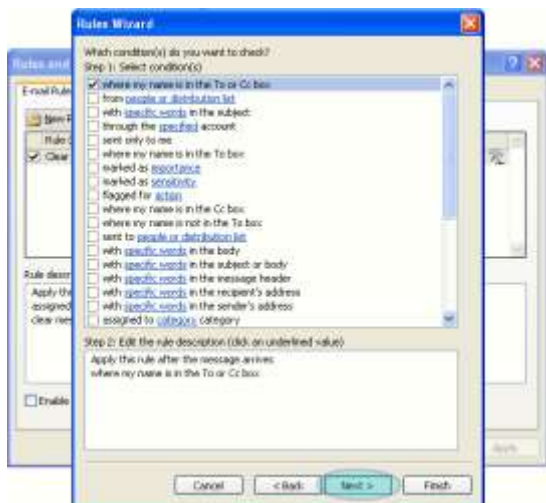 Rules Wizard
Rules and
E-mail Rule
New R
Rule
Clear
Rule descr
Apply th
assigned
clear mes
Enable
Apply
Which condition(s) do you want to check?
Step 1: Select condition(s)
where my name is in the To or Cc box
from people or distribution list
with specific words in the subject
through the specified account
sent only to me
where my name is in the To box
marked as importance
marked as sensitivity
flagged for action
where my name is in the Cc box
where my name is not in the To box
sent to people or distribution list
with specific words in the body
with specific words in the subject or body
with specific words in the message header
with specific words in the recipient's address
with specific words in the sender's address
assigned to category category
Step 2: Edit the rule description (click an underlined value)
Apply this rule after the message arrives
where my name is in the To or Cc box
Cancel
< Back
Next >
Finish